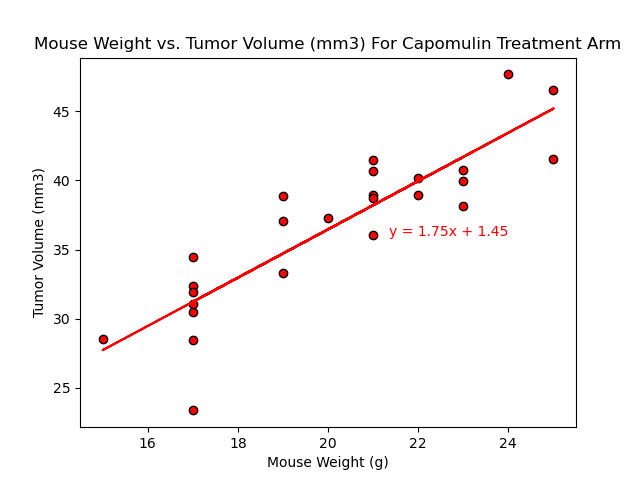 Mouse Weight vs. Tumor Volume (mm3) For Capomulin Treatment Arm
Tumor Volume (mm3)
45
40
35
30
25
y = 1.75x + 1.45
16
18
20
22
24
Mouse Weight (g)